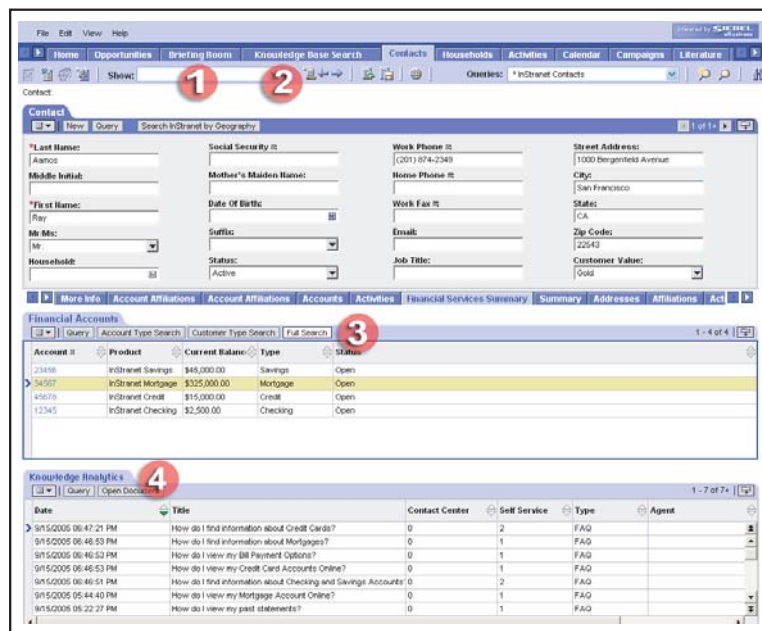 File Edit View Help
powered by SIEBEL
eBusiness
Home Opportunities Briefing Room Knowledge Base Search Contacts Households Activities Calendar Campaigns Literature
Show: 1 2 Queries: * InStranet Contacts
Contact:
Contact
New Query Search InStranet by Geography 1 of 1+
*Last Name: Social Security #: Work Phone #: Street Address:
Aamos (201) 874-2349 1000 Bergenfield Avenue
Middle Initial: Mother's Maiden Name: Home Phone #: City:
San Francisco
*First Name: Date Of Birth: Work Fax #: State:
Ray CA
Mr/Ms: Suffix: Email: Zip Code:
Mr. 22543
Household: Status: Job Title: Customer Value:
Active Gold
More Info Account Affiliations Account Affiliations Accounts Activities Financial Services Summary Summary Addresses Affiliations Acti
Financial Accounts
Query Account Type Search Customer Type Search Full Search 3 1 - 4 of 4
Account # Product Current Balanc Type Status
23456 InStranet Savings $45,000.00 Savings Open
34567 InStranet Mortgage $325,000.00 Mortgage Open
45678 InStranet Credit $15,000.00 Credit Open
12345 InStranet Checking $2,500.00 Checking Open
Knowledge Analytics 4
Query Open Docum 1 - 7 of 7+
Date Title Contact Center Self Service Type Agent
9/15/2005 06:47:21 PM How do I find information about Credit Cards? 0 2 FAQ
9/15/2005 06:46:53 PM How do I find information about Mortgages? 0 1 FAQ
9/15/2005 06:46:53 PM How do I view my Bill Payment Options? 0 1 FAQ
9/15/2005 06:46:53 PM How do I view my Credit Card Accounts Online? 0 1 FAQ
9/15/2005 06:46:51 PM How do I find information about Checking and Savings Accounts? 0 2 FAQ
9/15/2005 05:44:40 PM How do I view my Mortgage Account Online? 0 1 FAQ
9/15/2005 05:22:27 PM How do I view my past statements? 0 1 FAQ